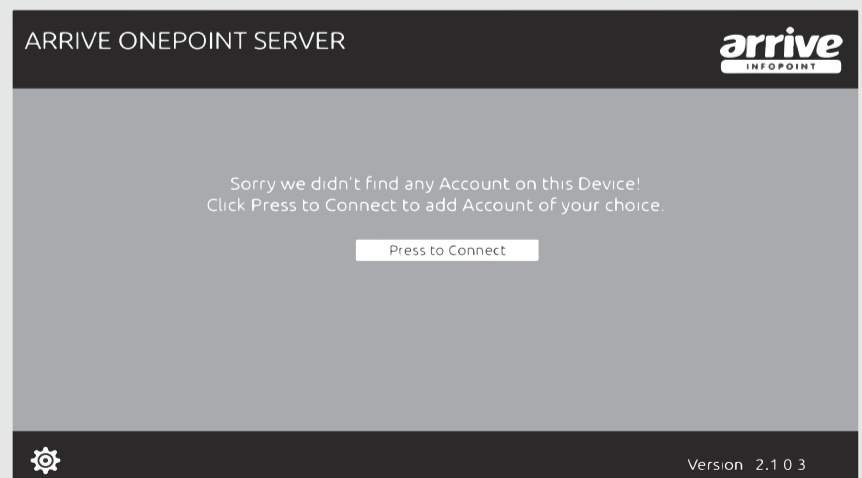 ARRIVE ONEPOINT SERVER
arrive
INFOPOINT
Sorry we didn't find any Account on this Device!
Click Press to Connect to add Account of your choice.
Press to Connect
Version 2.1 0 3